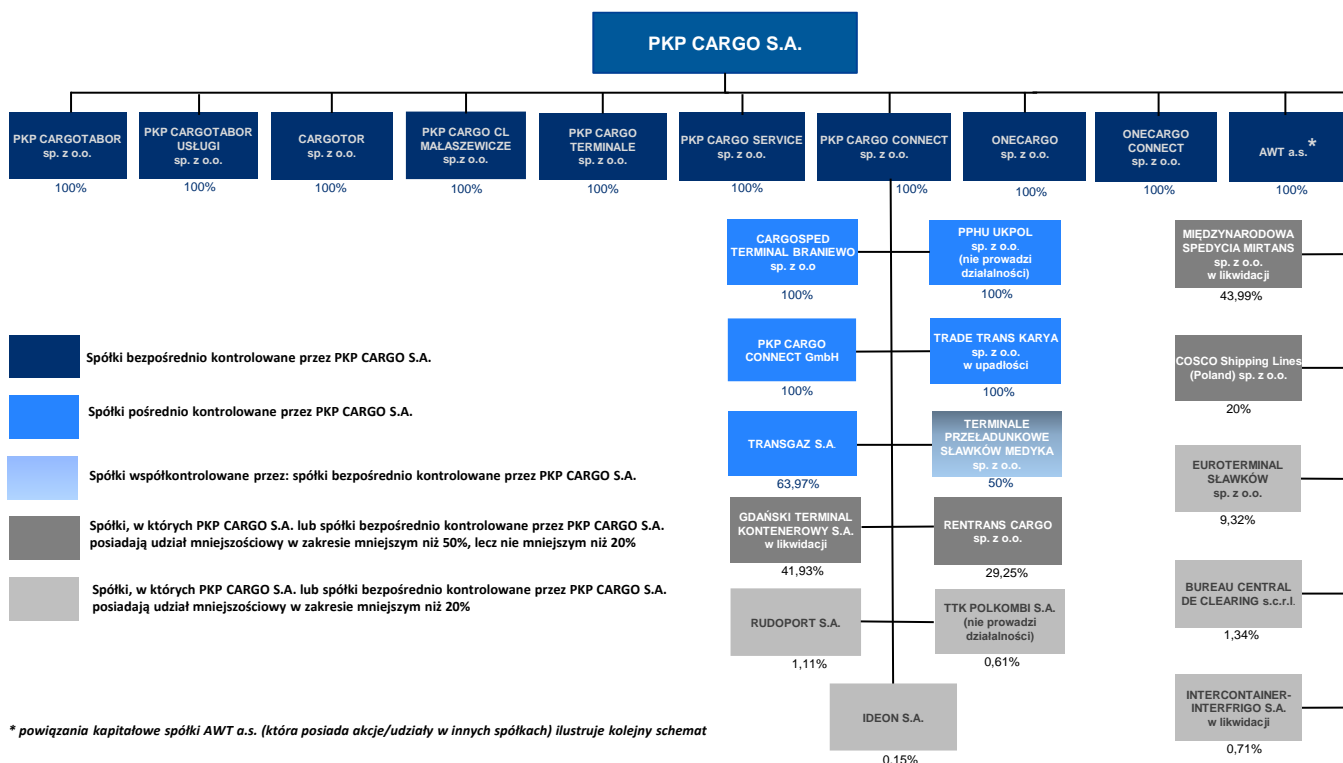 PKP CARGO S.A.
PKP CARGOTABOR
sp. z o.o.
100%
PKP CARGOTABOR
USŁUGI
sp. z o.o.
100%
CARGOTOR
sp. z o.o.
100%
PKP CARGO CL
MAŁASZEWICZE
sp.z o.o.
100%
PKP CARGO
TERMINALE
sp. z o.o.
100%
PKP CARGO SERVICE
sp. z o.o.
100%
PKP CARGO CONNECT
sp. z o.o.
100%
ONECARGO
sp. z o.o.
100%
ONECARGO
CONNECT
sp. z o.o.
100%
AWT a.s.*
100%
CARGOSPED
TERMINAL BRANIEWO
sp. z o.o
100%
PPHU UKPOL
sp. z o.o.
(nie prowadzi
działalności)
100%
MIĘDZYNARODOWA
SPEDYCIA MIRTANS
sp. z o.o.
w likwidacji
43,99%
PKP CARGO
CONNECT GmbH
100%
TRADE TRANS KARYA
sp. z o.o.
w upadłości
100%
COSCO Shipping Lines
(Poland) sp. z o.o.
20%
TRANSGAZ S.A.
63,97%
TERMINALE
PRZEŁADUNKOWE
SŁAWKÓW MEDYKA
sp. z o.o.
50%
EUROTERMINAL
SŁAWKÓW
sp. z o.o.
9,32%
GDAŃSKI TERMINAL
KONTENEROWY S.A.
w likwidacji
41,93%
RENTRANS CARGO
sp. z o.o.
29,25%
BUREAU CENTRAL
DE CLEARING s.c.r.l.
1,34%
RUDOPORT S.A.
1,11%
TTK POLKOMBI S.A.
(nie prowadzi
działalności)
0,61%
INTERCONTAINER-
INTERFRIGO S.A.
w likwidacji
0,71%
IDEON S.A.
0,15%
Spółki bezpośrednio kontrolowane przez PKP CARGO S.A.
Spółki pośrednio kontrolowane przez PKP CARGO S.A.
Spółki współkontrolowane przez: spółki bezpośrednio kontrolowane przez PKP CARGO S.A.
Spółki, w których PKP CARGO S.A. lub spółki bezpośrednio kontrolowane przez PKP CARGO S.A.
posiadają udział mniejszościowy w zakresie mniejszym niż 50%, lecz nie mniejszym niż 20%
Spółki, w których PKP CARGO S.A. lub spółki bezpośrednio kontrolowane przez PKP CARGO S.A.
posiadają udział mniejszościowy w zakresie mniejszym niż 20%
* powiązania kapitałowe spółki AWT a.s. (która posiada akcje/udziały w innych spółkach) ilustruje kolejny schemat